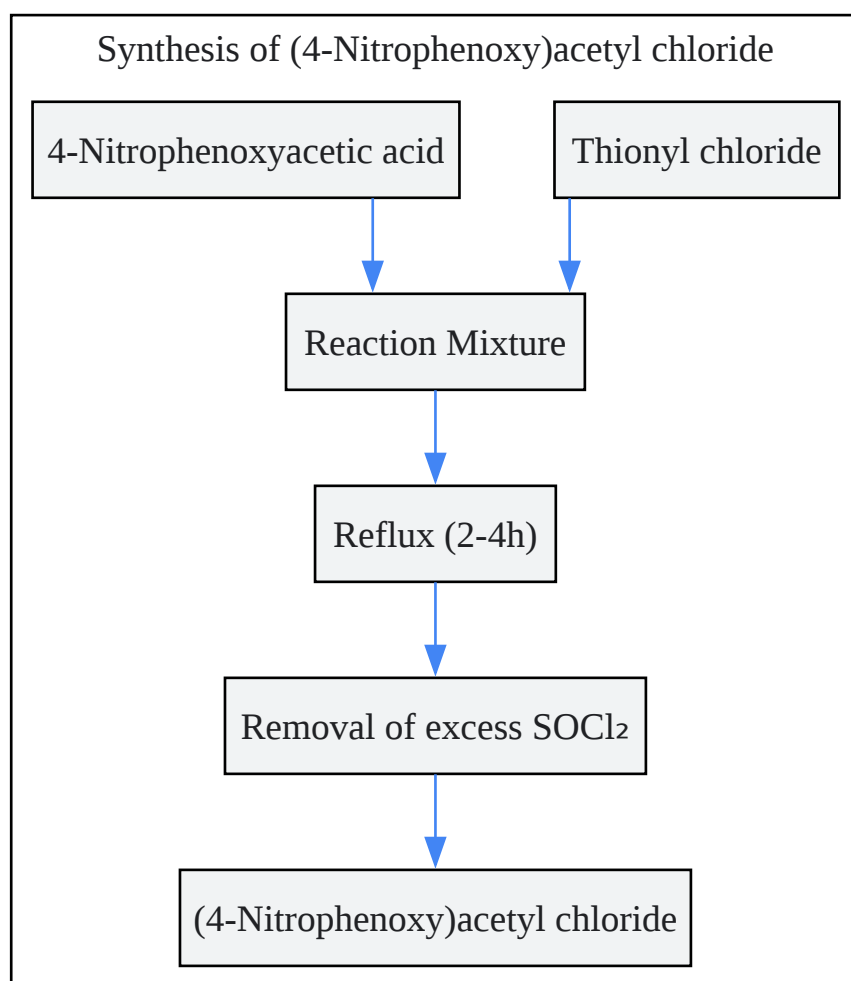 Synthesis of (4-Nitrophenoxy)acetyl chloride
4-Nitrophenoxyacetic acid
Thionyl chloride
Reaction Mixture
Reflux (2-4h)
Removal of excess SOCl₂
(4-Nitrophenoxy)acetyl chloride